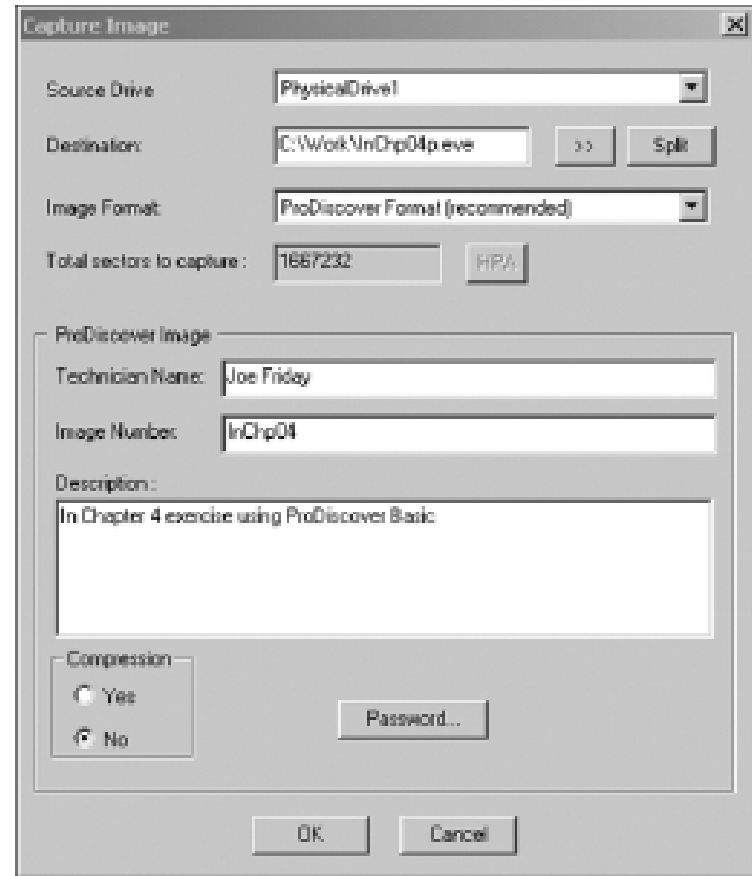 Capture Image
Source Drive PhysicalDrive1
Destination: C:\Work\InChp04p.eve >> Split
Image Format: ProDiscover Format (recommended)
Total sectors to capture : 1667232 HPA
ProDiscover Image
Technician Name: Joe Friday
Image Number: InChp04
Description :
In Chapter 4 exercise using ProDiscover Basic
Compression
Yes
No
Password...
OK Cancel